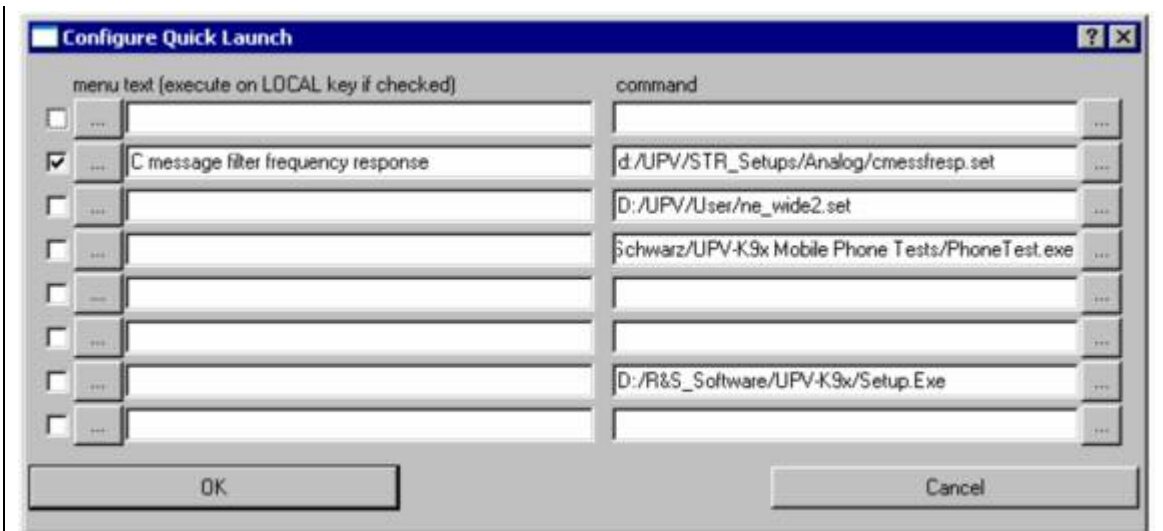 Configure Quick Launch
menu text (execute on LOCAL key if checked) command
...
...
... C message filter frequency response d:/UPV/STR_Setups/Analog/cmessfresp.set ...
... D:/UPV/User/ne_wide2.set ...
... Schwarz/UPV-K9x Mobile Phone Tests/PhoneTest.exe ...
... ...
... ...
... D:/R&S_Software/UPV-K9x/Setup.Exe ...
... ...
OK Cancel